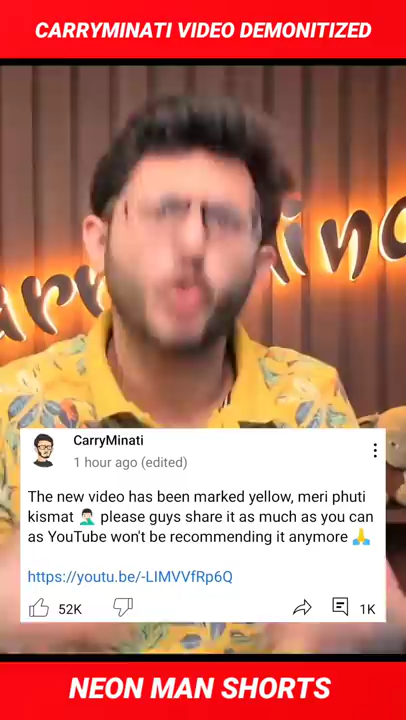 CARRYMINATI VIDEO DEMONITIZED
CarryMinati
1 hour ago (edited)
The new video has been marked yellow, meri phuti
kismat 🤦🏻‍♂️ please guys share it as much as you can
as YouTube won't be recommending it anymore 🙏
https://youtu.be/-LIMVVfRp6Q
52K
1K
NEON MAN SHORTS